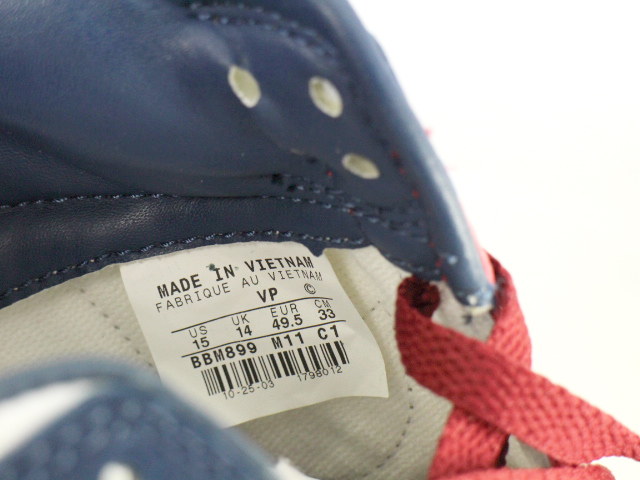 MADE IN VIETNAM
FABRIQUE AU VIETNAM
VP ©
US UK EUR CM
15 14 49.5 33
BBM899 M11 C1
10-25-03 1798012